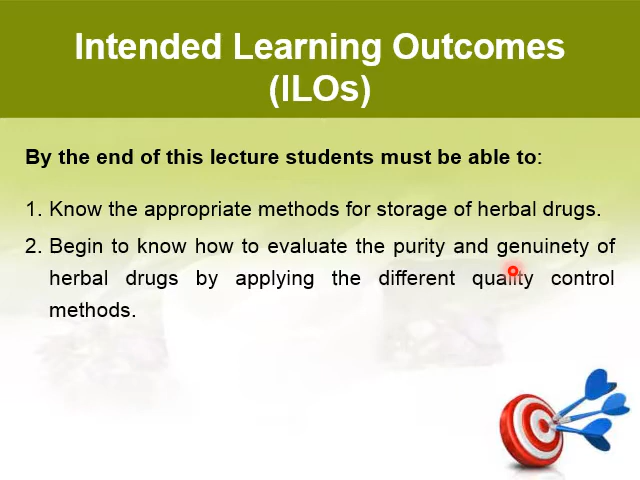 Intended Learning Outcomes
(ILOs)
By the end of this lecture students must be able to:
1. Know the appropriate methods for storage of herbal drugs.
2. Begin to know how to evaluate the purity and genuinety of
herbal drugs by applying the different quality control
methods.